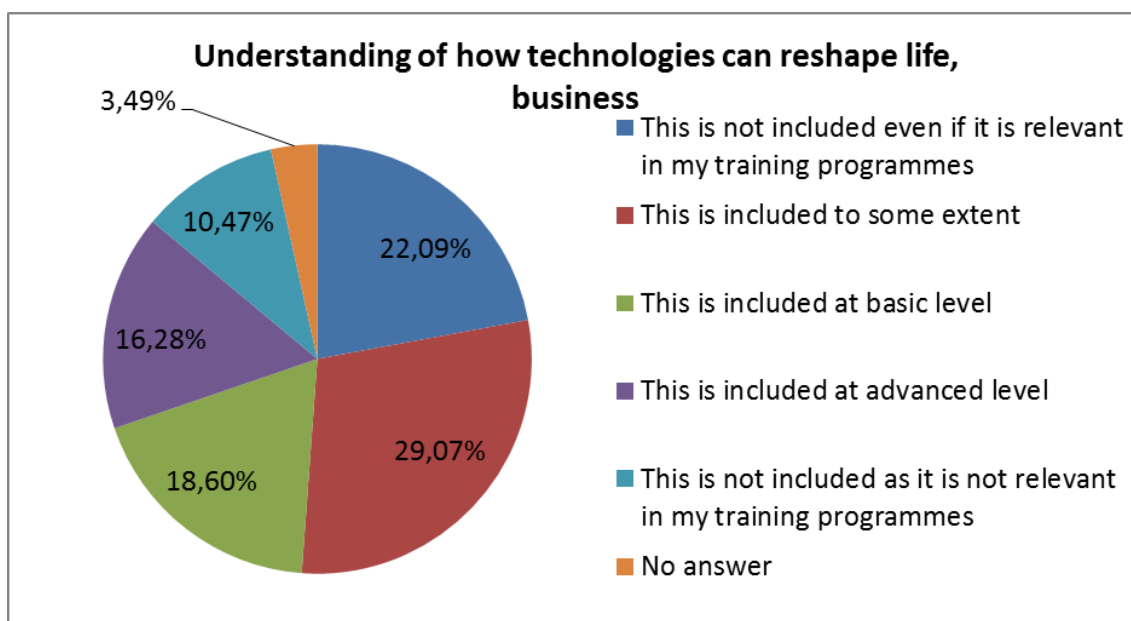 Understanding of how technologies can reshape life,
business
3,49%
10,47%
22,09%
16,28%
18,60%
29,07%
This is not included even if it is relevant
in my training programmes
This is included to some extent
This is included at basic level
This is included at advanced level
This is not included as it is not relevant
in my training programmes
No answer